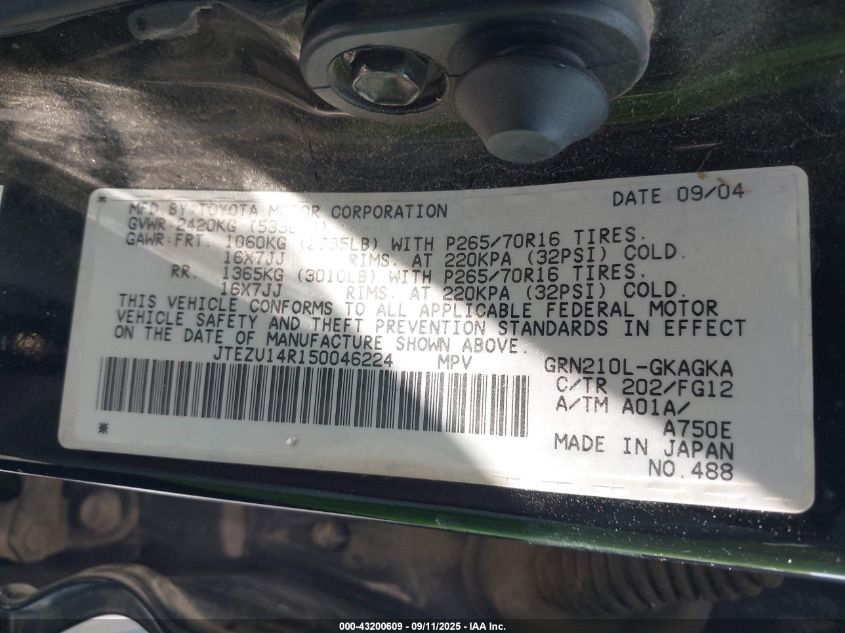 MFD BY TOYOTA MOTOR CORPORATION DATE 09/04
GVWR 2420KG
GAWR:FRT. 1060KG (2335LB) WITH P265/70R16 TIRES.
16X7JJ RIMS. AT 220KPA (32PSI) COLD.
RR. 1365KG (3010LB) WITH P265/70R16 TIRES.
16X7JJ RIMS. AT 220KPA (32PSI) COLD.
THIS VEHICLE CONFORMS TO ALL APPLICABLE FEDERAL MOTOR
VEHICLE SAFETY AND THEFT PREVENTION STANDARDS IN EFFECT
ON THE DATE OF MANUFACTURE SHOWN ABOVE.
JTEZU14R150046224 MPV GRN210L-GKAGKA
C/TR 202/FG12
A/TM A01A/
A750E
MADE IN JAPAN
NO.488
000-43200609 - 09/11/2025 - IAA Inc.